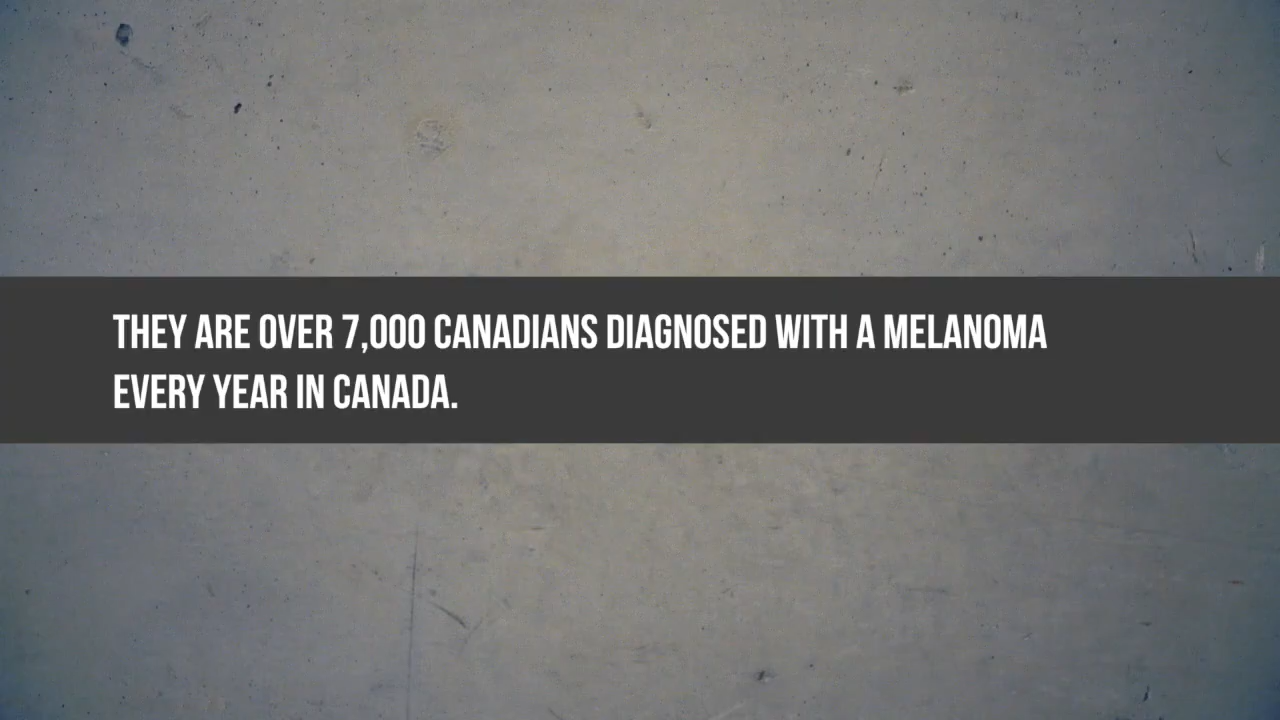 THEY ARE OVER 7,000 CANADIANS DIAGNOSED WITH A MELANOMA
EVERY YEAR IN CANADA.